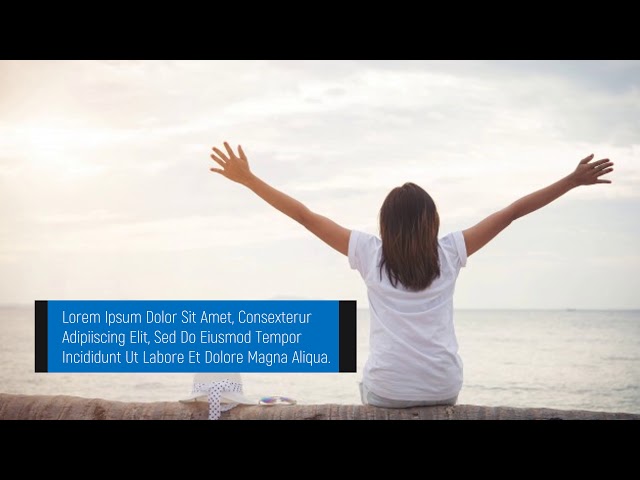 Lorem Ipsum Dolor Sit Amet, Consexterur
Adipiiscing Elit, Sed Do Eiusmod Tempor
Incididunt Ut Labore Et Dolore Magna Aliqua.